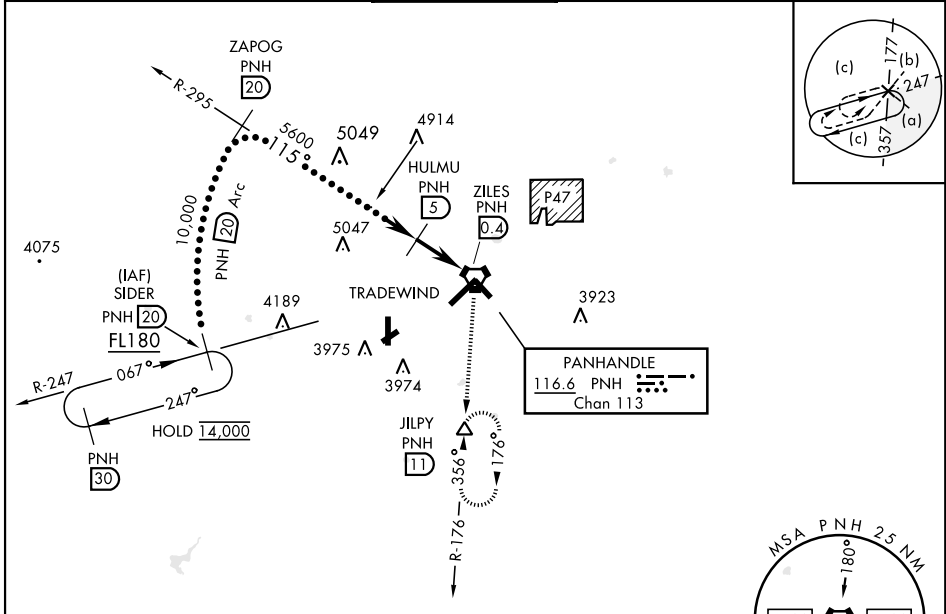 ZAPOG
PNH
20
R-295
5600
115°
5049
4914
HULMU
PNH
5
ZILES
PNH
0.4
P47
10,000
PNH 20 Arc
5047
4075
(IAF)
SIDER
PNH 20
FL180
4189
TRADEWIND
3923
3975
3974
R-247
067°
247°
HOLD 14,000
PNH
30
PANHANDLE
116.6 PNH
Chan 113
JILPY
PNH
11
356°
176°
R-176
(c)
177
(b)
247
(a)
(c)
357
MSA PNH 25 NM
180°